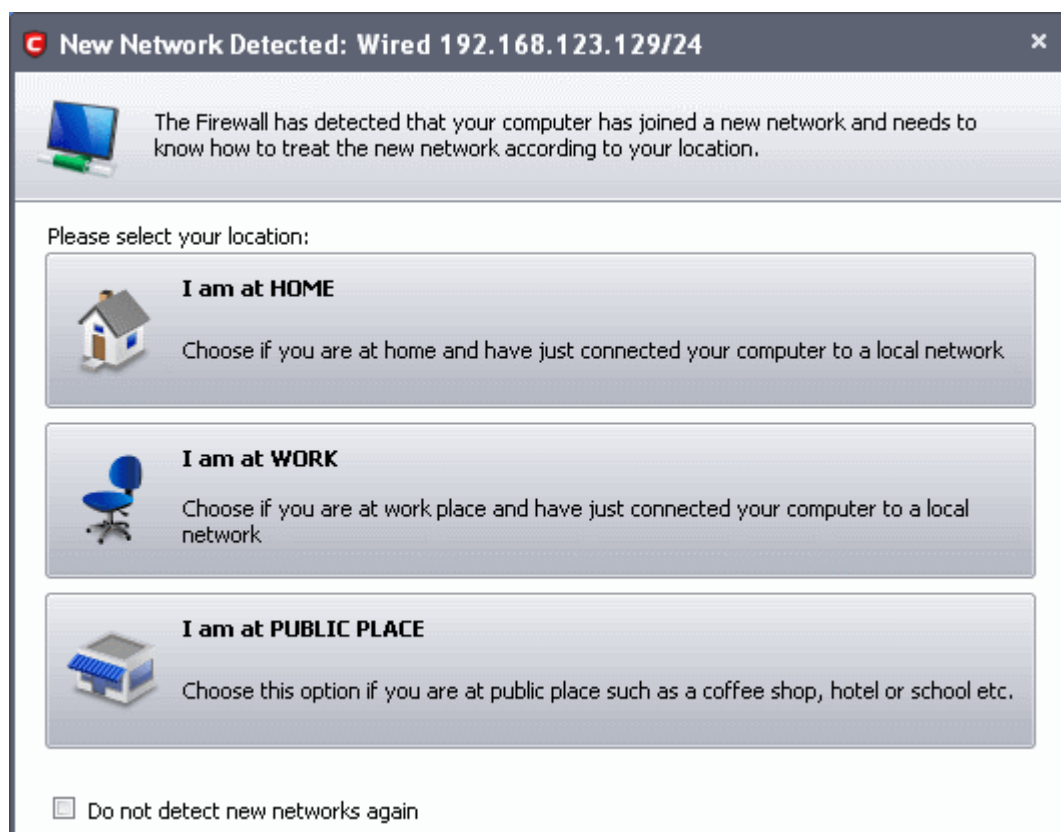 New Network Detected: Wired 192.168.123.129/24
The Firewall has detected that your computer has joined a new network and needs to
know how to treat the new network according to your location.
Please select your location:
I am at HOME
Choose if you are at home and have just connected your computer to a local network
I am at WORK
Choose if you are at work place and have just connected your computer to a local
network
I am at PUBLIC PLACE
Choose this option if you are at public place such as a coffee shop, hotel or school etc.
Do not detect new networks again